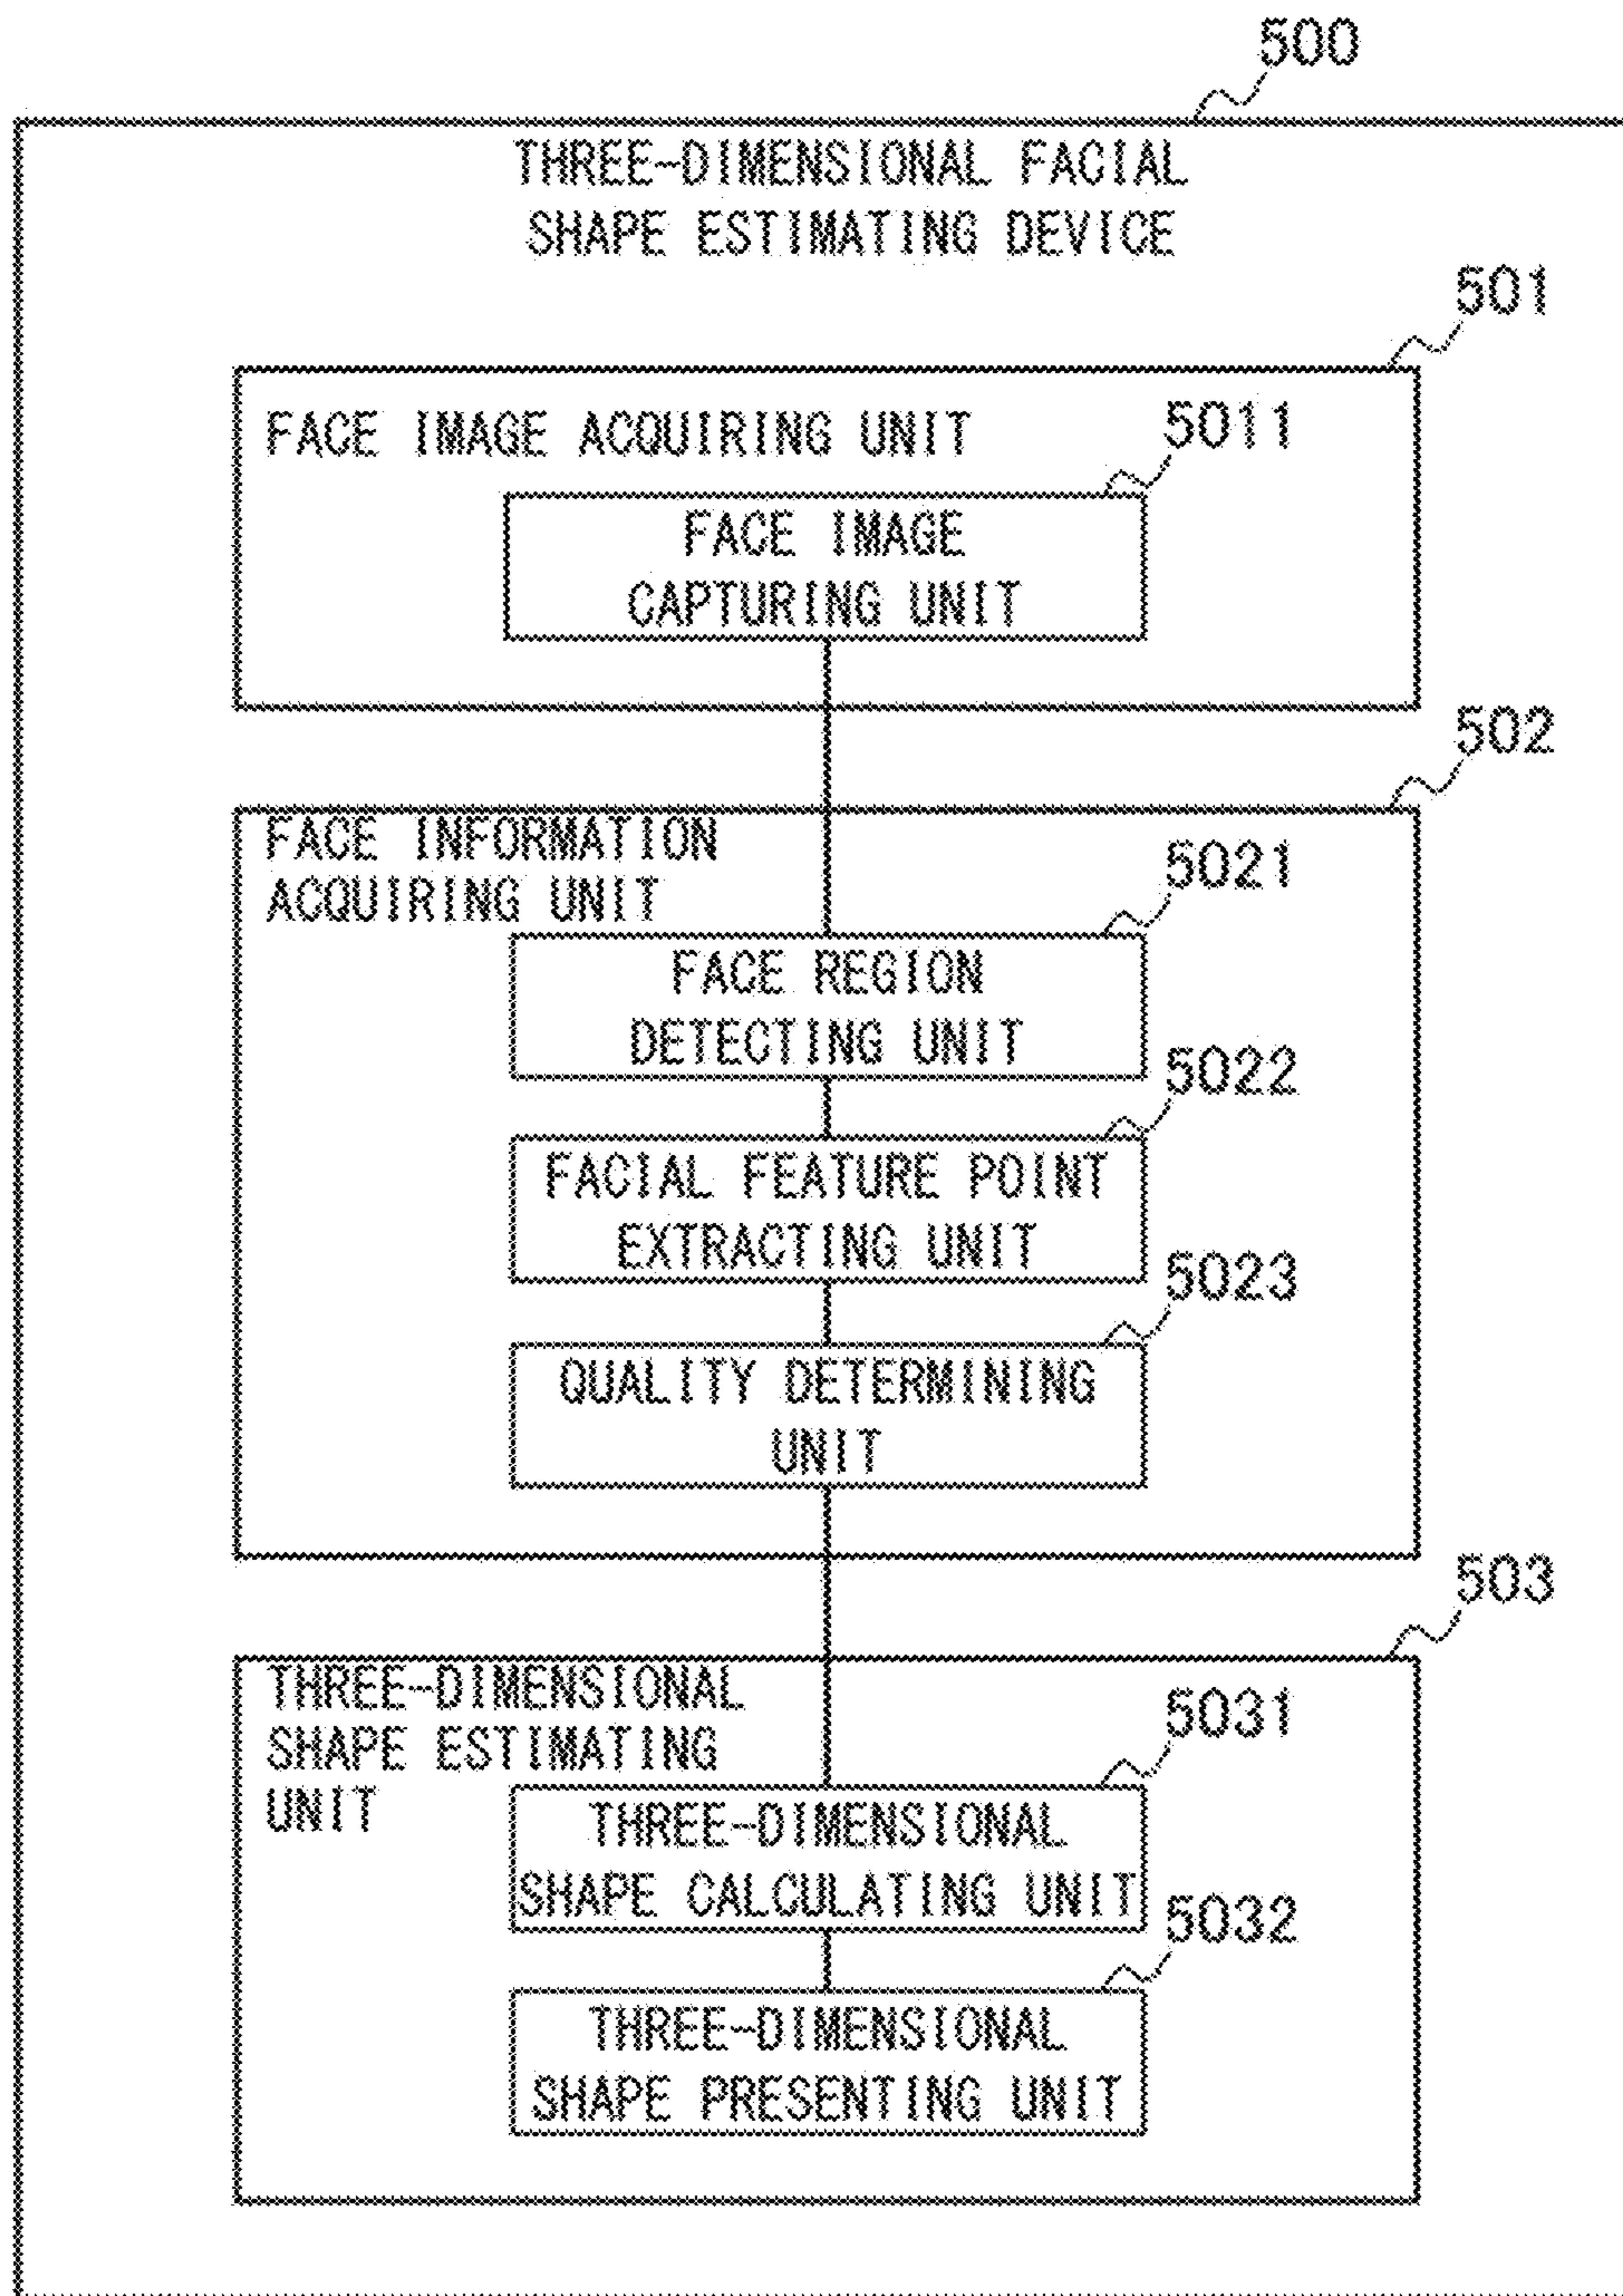 500
THREE-DIMENSIONAL FACIAL
SHAPE ESTIMATING DEVICE
501
FACE IMAGE ACQUIRING UNIT
5011
FACE IMAGE
CAPTURING UNIT
502
FACE INFORMATION
ACQUIRING UNIT
5021
FACE REGION
DETECTING UNIT
5022
FACIAL FEATURE POINT
EXTRACTING UNIT
5023
QUALITY DETERMINING
UNIT
503
THREE-DIMENSIONAL
SHAPE ESTIMATING
UNIT
5031
THREE-DIMENSIONAL
SHAPE CALCULATING UNIT
5032
THREE-DIMENSIONAL
SHAPE PRESENTING UNIT